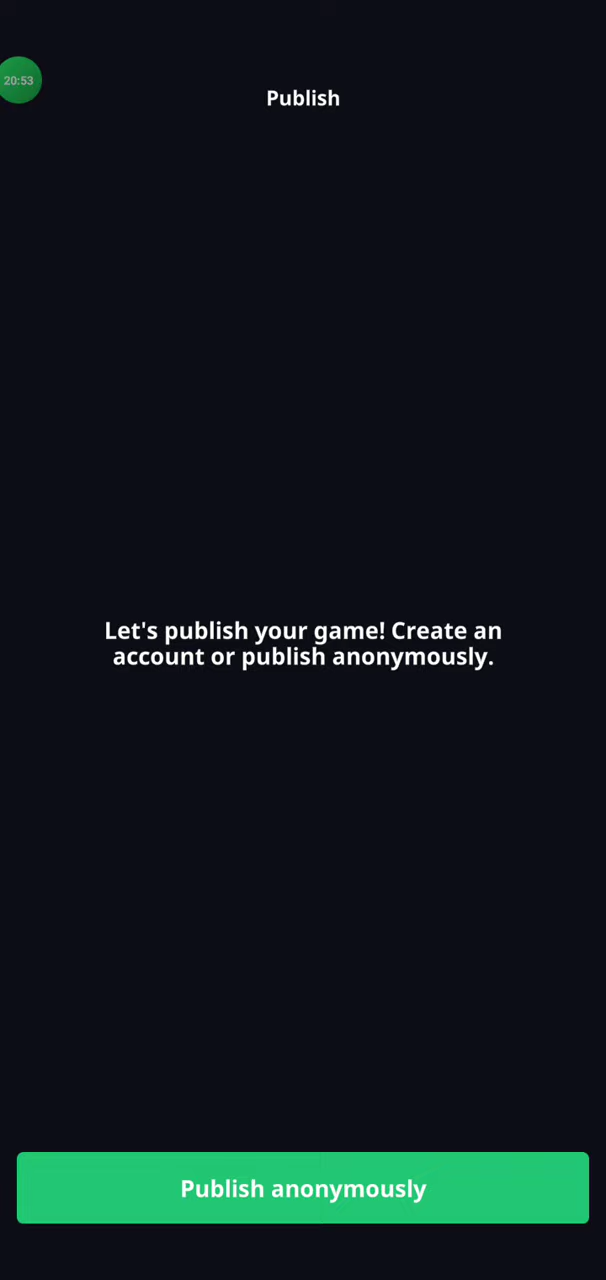 20:53
Publish
Let's publish your game! Create an
account or publish anonymously.
Publish anonymously